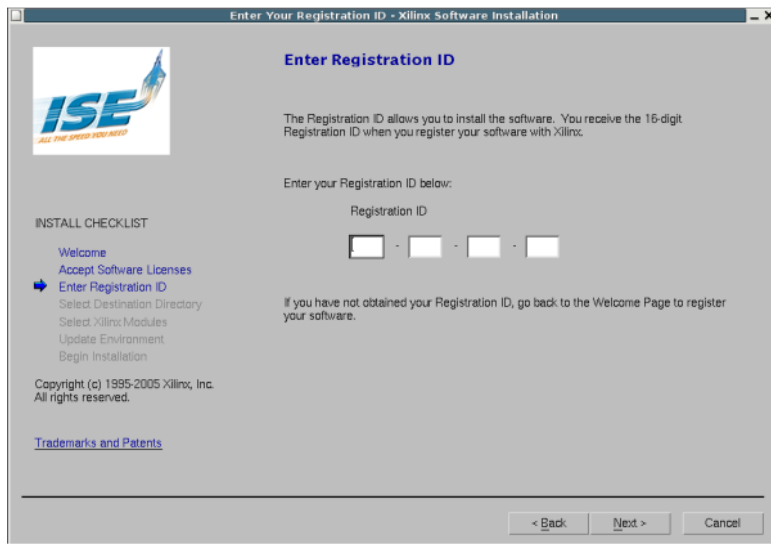 Enter Your Registration ID - Xilinx Software Installation
ISE
ALL THE SPEED YOU NEED
Enter Registration ID
The Registration ID allows you to install the software. You receive the 16-digit
Registration ID when you register your software with Xilinx.
Enter your Registration ID below:
Registration ID
- - -
If you have not obtained your Registration ID, go back to the Welcome Page to register
your software.
INSTALL CHECKLIST
Welcome
Accept Software Licenses
Enter Registration ID
Select Destination Directory
Select Xilinx Modules
Update Environment
Begin Installation
Copyright (c) 1995-2005 Xilinx, Inc.
All rights reserved.
Trademarks and Patents
< Back Next > Cancel